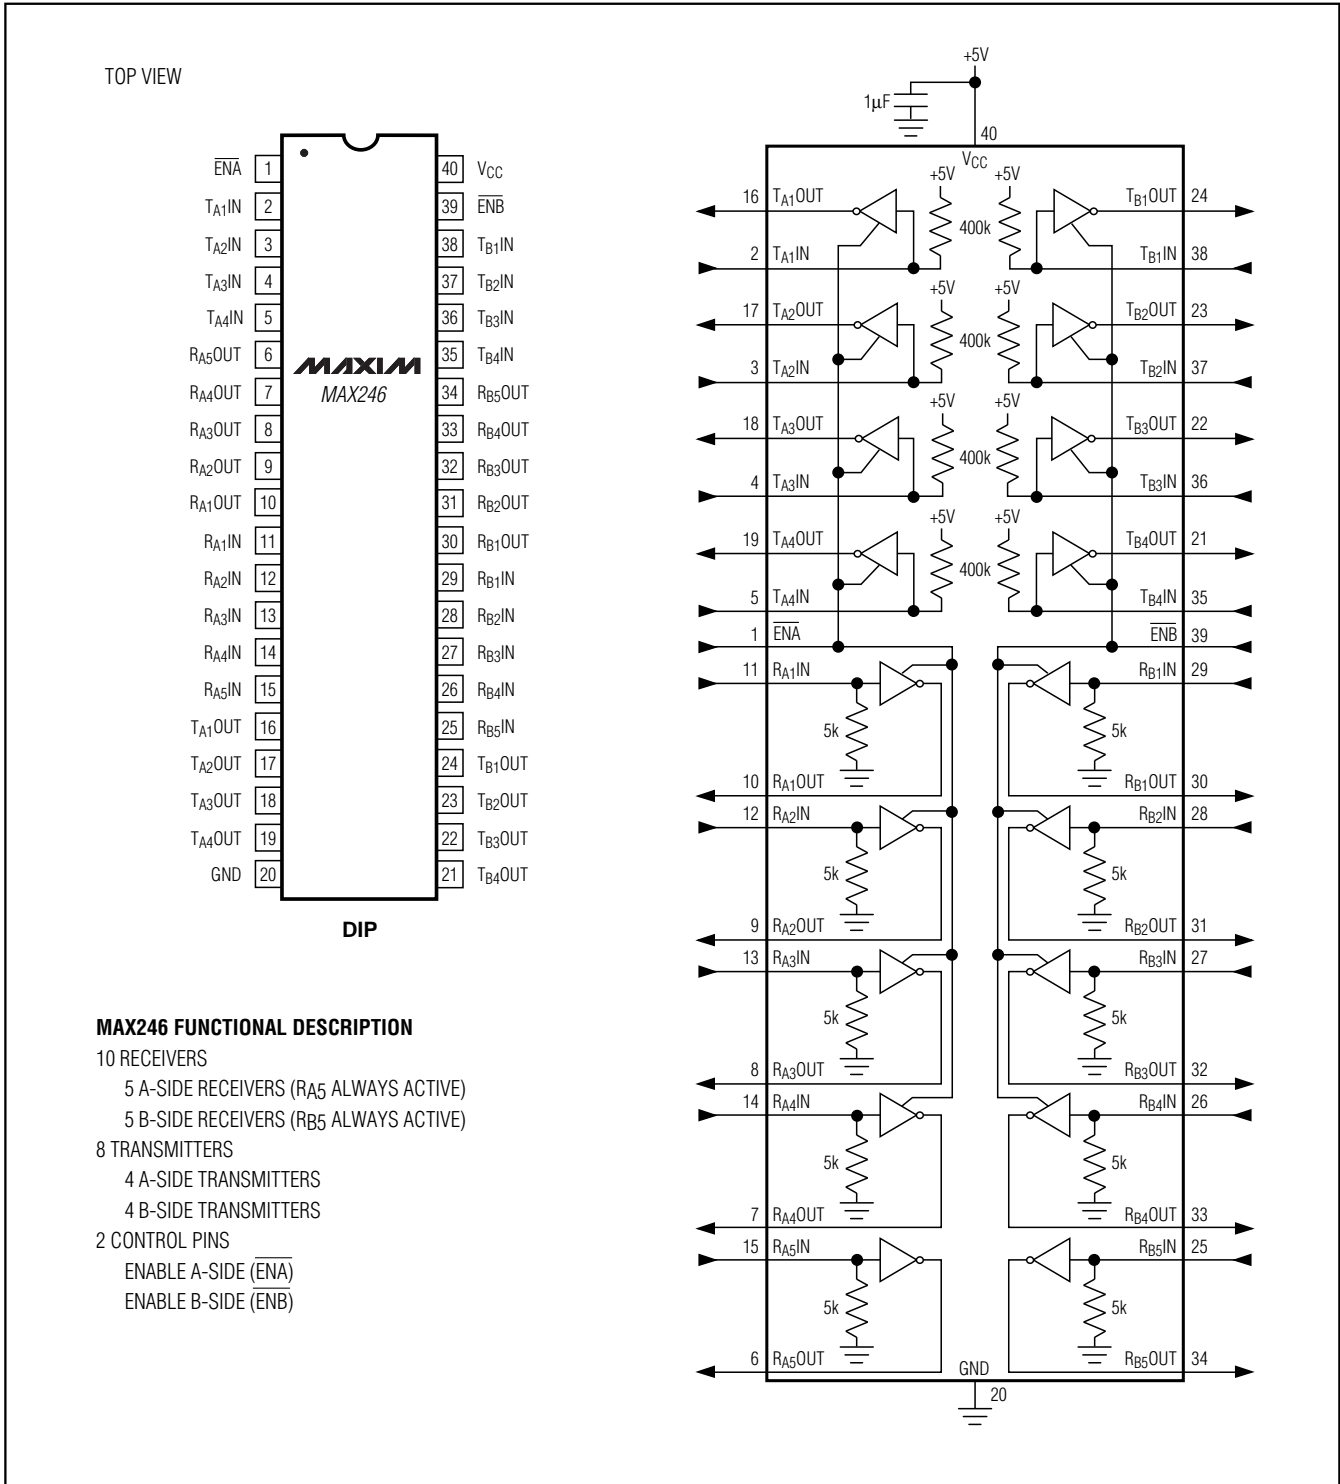 TOP VIEW
ENA 1
TA1IN 2
TA2IN 3
TA3IN 4
TA4IN 5
RA5OUT 6
RA4OUT 7
RA3OUT 8
RA2OUT 9
RA1OUT 10
RA1IN 11
RA2IN 12
RA3IN 13
RA4IN 14
RA5IN 15
TA1OUT 16
TA2OUT 17
TA3OUT 18
TA4OUT 19
GND 20
MAXIM
MAX246
40 VCC
39 ENB
38 TB1IN
37 TB2IN
36 TB3IN
35 TB4IN
34 RB5OUT
33 RB4OUT
32 RB3OUT
31 RB2OUT
30 RB1OUT
29 RB1IN
28 RB2IN
27 RB3IN
26 RB4IN
25 RB5IN
24 TB1OUT
23 TB2OUT
22 TB3OUT
21 TB4OUT
DIP
MAX246 FUNCTIONAL DESCRIPTION
10 RECEIVERS
5 A-SIDE RECEIVERS (RA5 ALWAYS ACTIVE)
5 B-SIDE RECEIVERS (RB5 ALWAYS ACTIVE)
8 TRANSMITTERS
4 A-SIDE TRANSMITTERS
4 B-SIDE TRANSMITTERS
2 CONTROL PINS
ENABLE A-SIDE (ENA)
ENABLE B-SIDE (ENB)
+5V
1µF
40
VCC
+5V +5V
16 TA1OUT TB1OUT 24
400k
2 TA1IN TB1IN 38
+5V +5V
17 TA2OUT TB2OUT 23
400k
3 TA2IN TB2IN 37
+5V +5V
18 TA3OUT TB3OUT 22
400k
4 TA3IN TB3IN 36
+5V +5V
19 TA4OUT TB4OUT 21
400k
5 TA4IN TB4IN 35
1 ENA ENB 39
11 RA1IN RB1IN 29
5k 5k
10 RA1OUT RB1OUT 30
12 RA2IN RB2IN 28
5k 5k
9 RA2OUT RB2OUT 31
13 RA3IN RB3IN 27
5k 5k
8 RA3OUT RB3OUT 32
14 RA4IN RB4IN 26
5k 5k
7 RA4OUT RB4OUT 33
15 RA5IN RB5IN 25
5k 5k
6 RA5OUT RB5OUT 34
GND
20